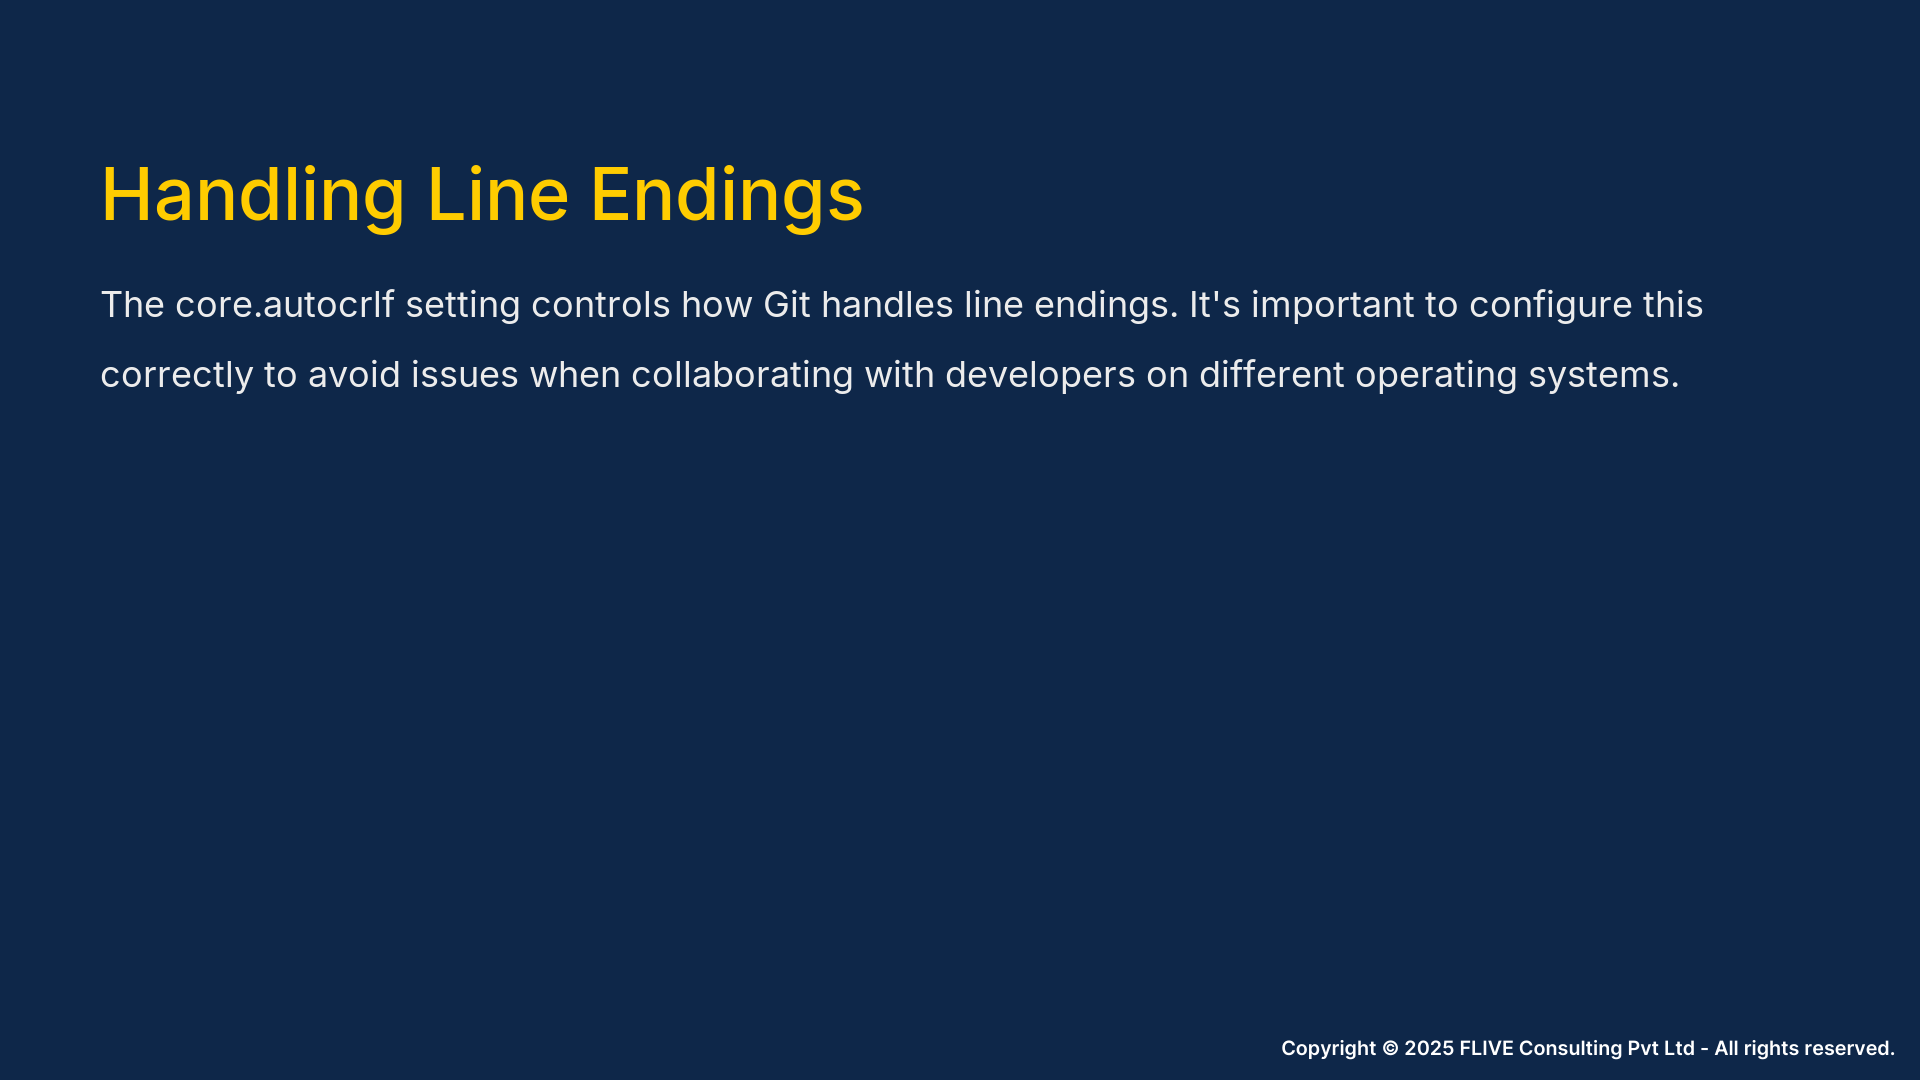 Handling Line Endings
The core.autocrlf setting controls how Git handles line endings. It's important to configure this
correctly to avoid issues when collaborating with developers on different operating systems.
Copyright © 2025 FLIVE Consulting Pvt Ltd - All rights reserved.